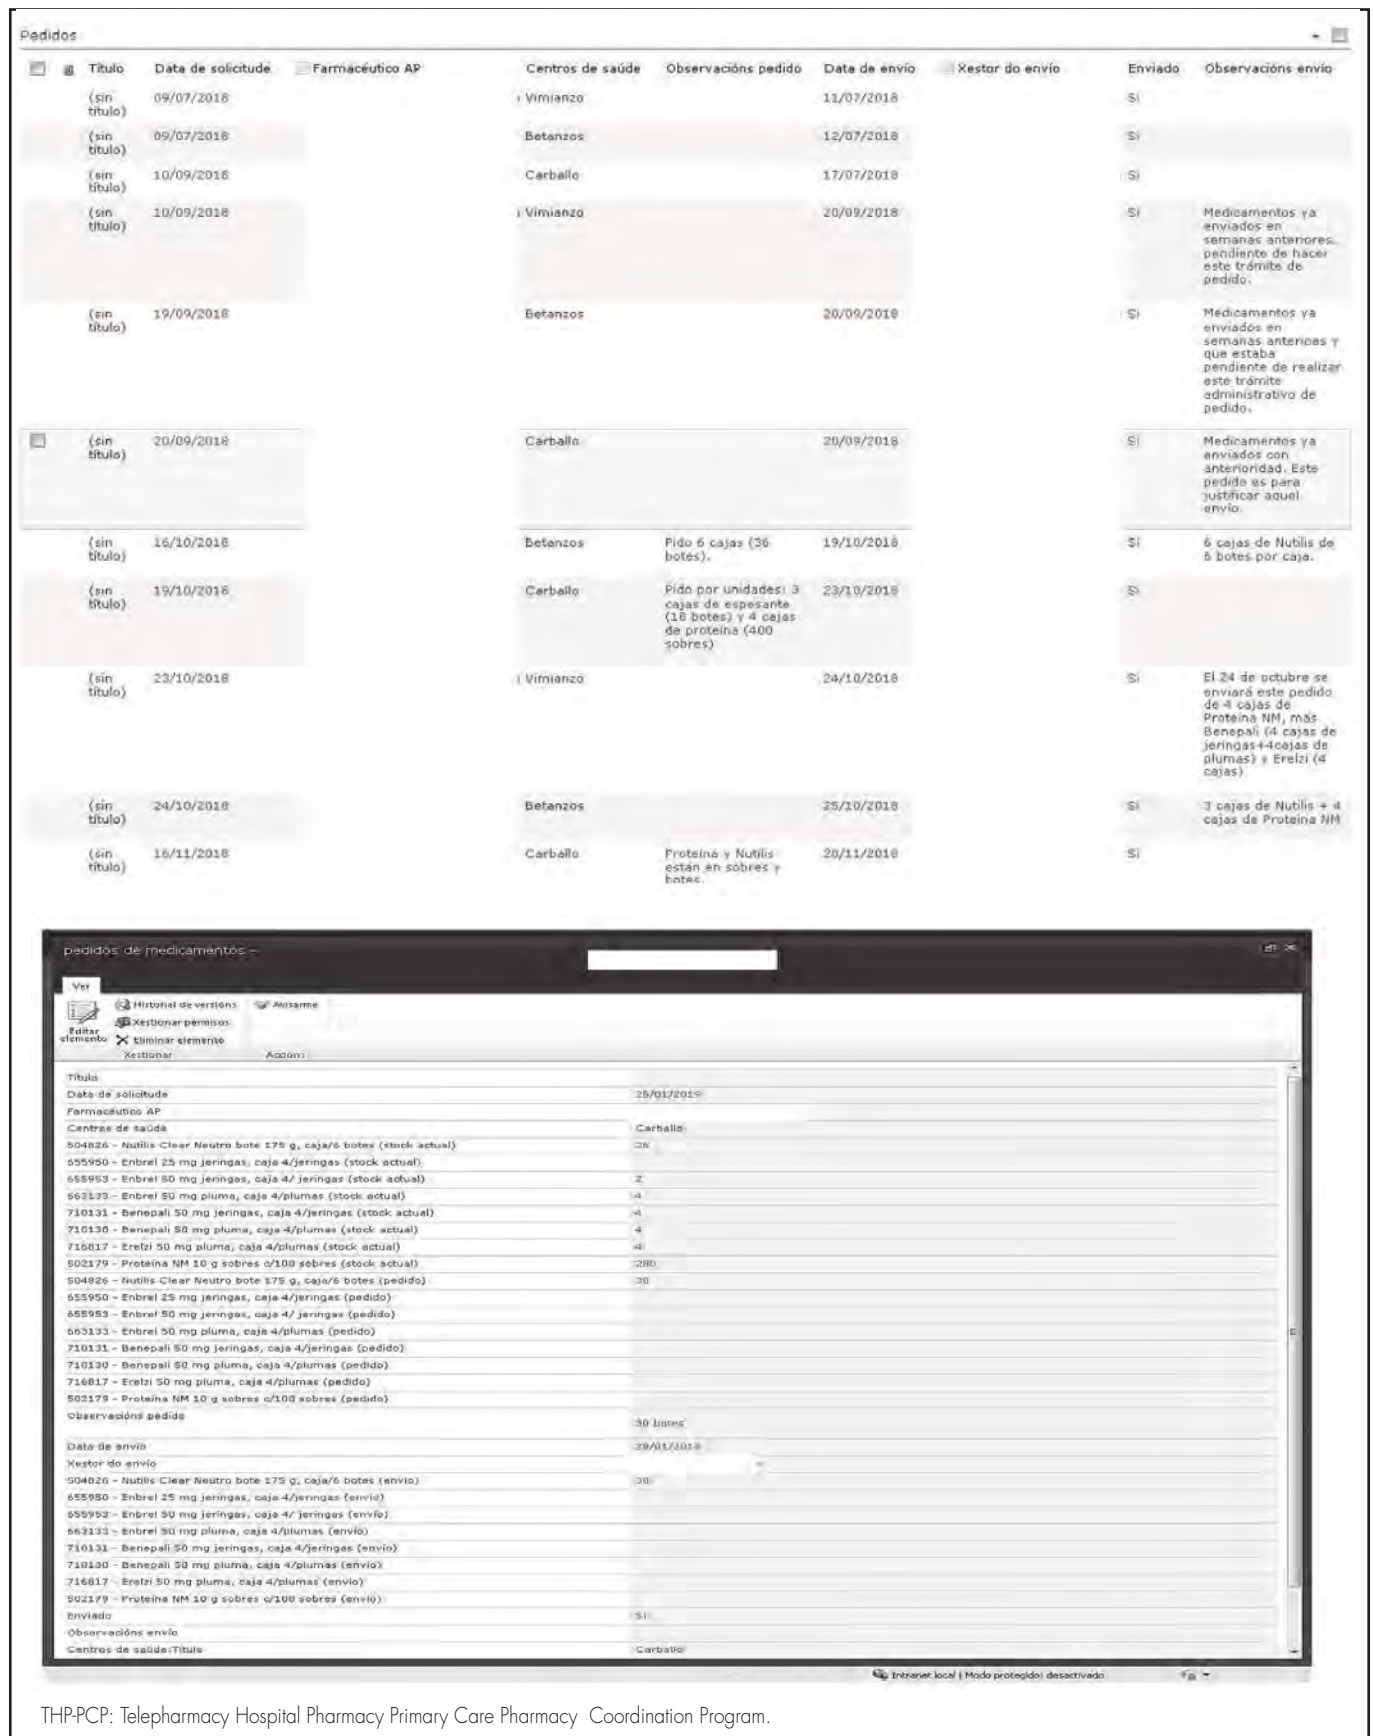 Pedidos
Título Data de solicitude Farmacéutico AP Centros de saúde Observacións pedido Data de envío Xestor do envío Enviado Observacións envío
(sin 09/07/2018 Vimianzo 11/07/2018 Si
título)
(sin 09/07/2018 Betanzos 12/07/2018 Si
título)
(sin 10/09/2018 Carballo 17/07/2018 Si
título)
(sin 10/09/2018 Vimianzo 20/09/2018 Si Medicamentos ya
título) enviados en
semanas anteriores.
pendiente de hacer
este trámite de
pedido.
(sin 19/09/2018 Betanzos 20/09/2018 Si Medicamentos ya
título) enviados en
semanas anterioes y
que estaba
pendiente de realizar
este trámite
administrativo de
pedido.
(sin 20/09/2018 Carballo 20/09/2018 Si Medicamentos ya
título) enviados con
anterioridad. Este
pedido es para
justificar aquel
envío.
(sin 16/10/2018 Betanzos Pido 6 cajas (36 19/10/2018 Si 6 cajas de Nutilis de
título) botes). 6 botes por caja.
(sin 19/10/2018 Carballo Pido por unidades: 3 23/10/2018 Si
título) cajas de espesante
(18 botes) y 4 cajas
de proteína (400
sobres)
(sin 23/10/2018 Vimianzo 24/10/2018 Si El 24 de octubre se
título) enviará este pedido
de 4 cajas de
Proteina NM, mas
Benepali (4 cajas de
jeringas+4cajas de
plumas) y Erelzi (4
cajas)
(sin 24/10/2018 Betanzos 25/10/2018 Si 3 cajas de Nutilis + 4
título) cajas de Proteina NM
(sin 16/11/2018 Carballo Proteína y Nutilis 20/11/2018 Si
título) están en sobres y
botes.
pedidos de medicamentos -
Ver
Historial de versións Avisarme
Xestionar permisos
Editar
elemento Eliminar elemento
Xestionar Accions
Título
Data de solicitude 25/01/2019
Farmacéutico AP
Centros de saúde Carballo
504826 - Nutilis Clear Neutro bote 175 g, caja/6 botes (stock actual)
655950 - Enbrel 25 mg jeringas, caja 4/jeringas (stock actual)
655953 - Enbrel 50 mg jeringas, caja 4/ jeringas (stock actual) 2
663133 - Enbrel 50 mg pluma, caja 4/plumas (stock actual) 4
710131 - Benepali 50 mg jeringas, caja 4/jeringas (stock actual) 4
710130 - Benepali 50 mg pluma, caja 4/plumas (stock actual) 4
716817 - Erelzi 50 mg pluma, caja 4/plumas (stock actual) 4
502179 - Proteína NM 10 g sobres c/100 sobres (stock actual) 280
504826 - Nutilis Clear Neutro bote 175 g, caja/6 botes (pedido) 30
655950 - Enbrel 25 mg jeringas, caja 4/jeringas (pedido)
655953 - Enbrel 50 mg jeringas, caja 4/ jeringas (pedido)
663133 - Enbrel 50 mg pluma, caja 4/plumas (pedido)
710131 - Benepali 50 mg jeringas, caja 4/jeringas (pedido)
710130 - Benepali 50 mg pluma, caja 4/plumas (pedido)
716817 - Erelzi 50 mg pluma, caja 4/plumas (pedido)
502179 - Proteína NM 10 g sobres c/100 sobres (pedido)
Observacións pedido
30 botes
Data de envío
Xestor do envío
504826 - Nutilis Clear Neutro bote 175 g, caja/6 botes (envío) 30
655950 - Enbrel 25 mg jeringas, caja 4/jeringas (envío)
655953 - Enbrel 50 mg jeringas, caja 4/ jeringas (envío)
663133 - Enbrel 50 mg pluma, caja 4/plumas (envío)
710131 - Benepali 50 mg jeringas, caja 4/jeringas (envío)
710130 - Benepali 50 mg pluma, caja 4/plumas (envío)
716817 - Erelzi 50 mg pluma, caja 4/plumas (envío)
502179 - Proteína NM 10 g sobres c/100 sobres (envío)
Enviado Si
Observacións envío
Centros de saúde:Título Carballo
Intranet local | Modo protegido: desactivado
THP-PCP: Telepharmacy Hospital Pharmacy Primary Care Pharmacy Coordination Program.